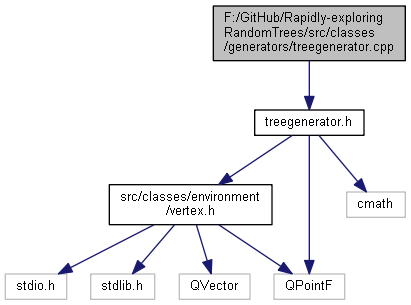 F:/GitHub/Rapidly-exploring
RandomTrees/src/classes
/generators/treegenerator.cpp
treegenerator.h
src/classes/environment
/vertex.h
cmath
stdio.h
stdlib.h
QVector
QPointF